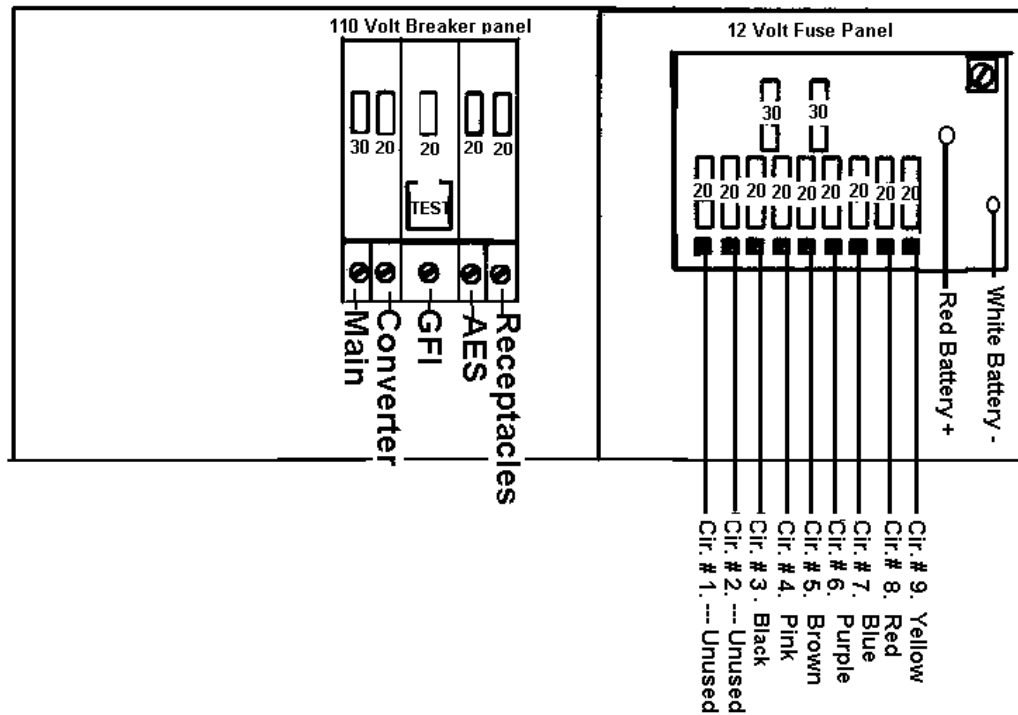 110 Volt Breaker panel
12 Volt Fuse Panel
30 20 20 20 20
TEST
Main
Converter
GFI
AES
Receptacles
30 30
20 20 20 20 20 20 20 20 20
Red Battery +
White Battery -
Cir. # 1. --- Unused
Cir. # 2. --- Unused
Cir. # 3 . Black
Cir. # 4. Pink
Cir. # 5. Brown
Cir. # 6. Purple
Cir. # 7. Blue
Cir. # 8. Red
Cir. # 9. Yellow